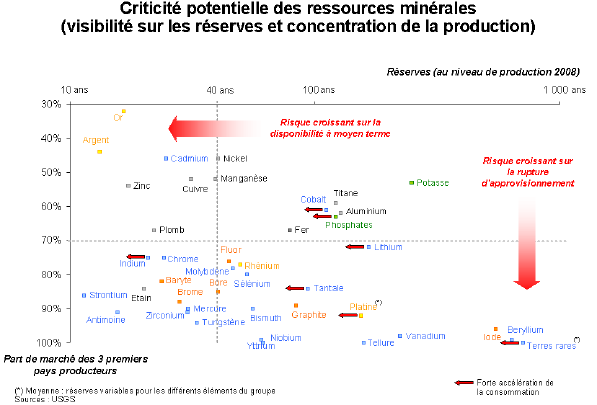 Criticité potentielle des ressources minérales
(visibilité sur les réserves et concentration de la production)
Réserves (au niveau de production 2008)
10 ans
40 ans
100 ans
1 000 ans
30%
Or
Risque croissant sur la
disponibilité à moyen terme
40%
Argent
Cadmium
Nickel
Risque croissant sur
la rupture
d'approvisionnement
50%
Zinc
Cuivre
Manganèse
Potasse
Titane
60%
Cobalt
Aluminium
Phosphates
Plomb
Fer
70%
Lithium
Fluor
Indium
Chrome
Molybdène
Rhénium
80%
Baryte
Bore
Sélénium
Strontium
Etain
Brome
Tantale
Platine (*)
90%
Antimoine
Zirconium
Mercure
Tungstène
Bismuth
Graphite
Iode
Beryllium
100%
Niobium
Yttrium
Tellure
Vanadium
Terres rares (*)
Part de marché des 3 premiers
pays producteurs
(*) Moyenne : réserves variables pour les différents éléments du groupe.
Sources : USGS
Forte accélération de
la consommation